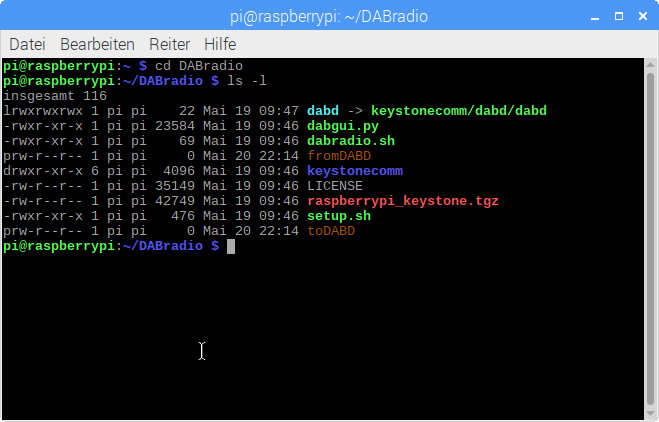 pi@raspberrypi: ~/DABradio
Datei Bearbeiten Reiter Hilfe
pi@raspberrypi:~ $ cd DABradio
pi@raspberrypi:~/DABradio $ ls -l
insgesamt 116
lrwxrwxrwx 1 pi pi    22 Mai 19 09:47 dabd -> keystonecomm/dabd/dabd
-rwxr-xr-x 1 pi pi 23584 Mai 19 09:46 dabgui.py
-rwxr-xr-x 1 pi pi    69 Mai 19 09:46 dabradio.sh
prw-r--r-- 1 pi pi     0 Mai 20 22:14 fromDABD
drwxr-xr-x 6 pi pi  4096 Mai 19 09:46 keystonecomm
-rw-r--r-- 1 pi pi 35149 Mai 19 09:46 LICENSE
-rw-r--r-- 1 pi pi 42749 Mai 19 09:46 raspberrypi_keystone.tgz
-rwxr-xr-x 1 pi pi   476 Mai 19 09:46 setup.sh
prw-r--r-- 1 pi pi     0 Mai 20 22:14 toDABD
pi@raspberrypi:~/DABradio $